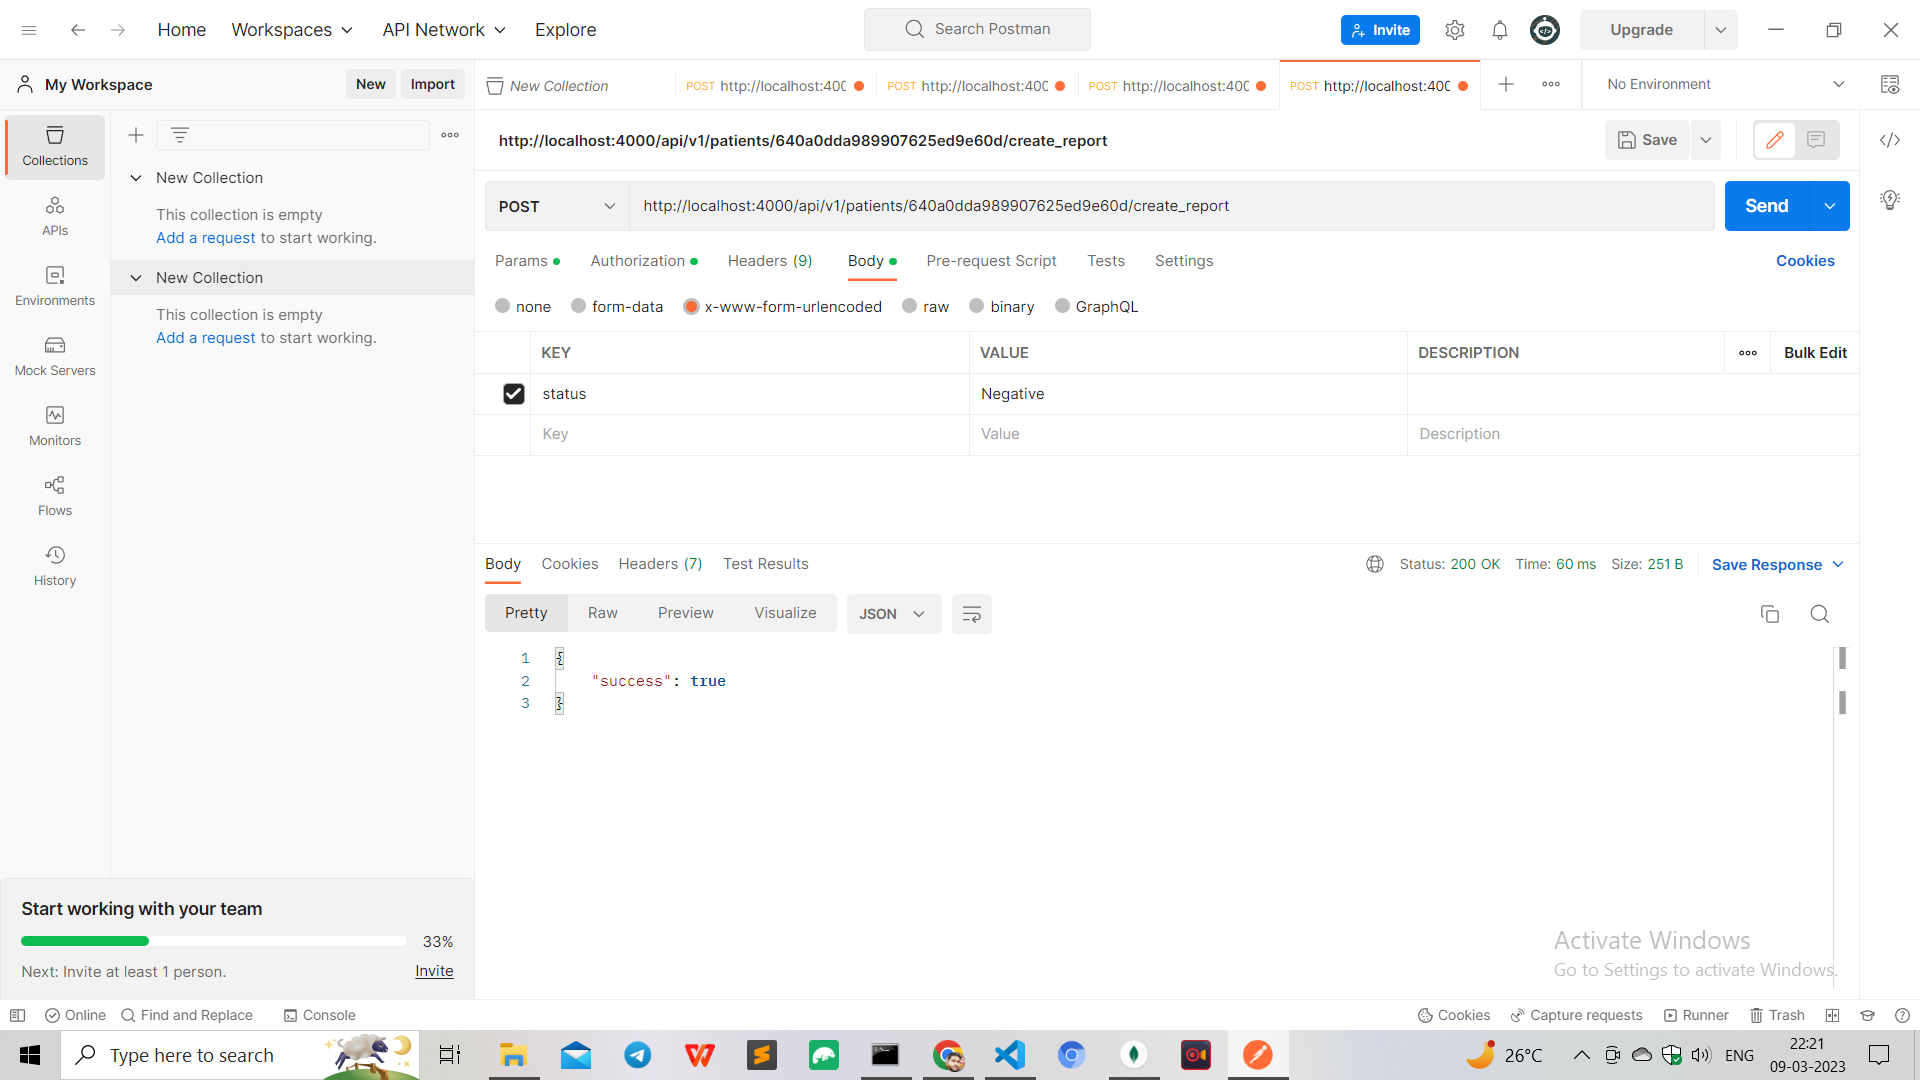 Home
Workspaces
API Network
Explore
Search Postman
Invite
Upgrade
My Workspace
New
Import
New Collection
POST http://localhost:400
POST http://localhost:400
POST http://localhost:400
POST http://localhost:400
No Environment
Collections
APIs
Environments
Mock Servers
Monitors
Flows
History
New Collection
This collection is empty
Add a request to start working.
New Collection
This collection is empty
Add a request to start working.
http://localhost:4000/api/v1/patients/640a0dda989907625ed9e60d/create_report
Save
POST
http://localhost:4000/api/v1/patients/640a0dda989907625ed9e60d/create_report
Send
Params
Authorization
Headers (9)
Body
Pre-request Script
Tests
Settings
Cookies
none
form-data
x-www-form-urlencoded
raw
binary
GraphQL
KEY
VALUE
DESCRIPTION
Bulk Edit
status
Negative
Key
Value
Description
Body
Cookies
Headers (7)
Test Results
Status: 200 OK
Time: 60 ms
Size: 251 B
Save Response
Pretty
Raw
Preview
Visualize
JSON
1 {
2 "success": true
3 }
Start working with your team
33%
Next: Invite at least 1 person.
Invite
Activate Windows
Go to Settings to activate Windows.
Online
Find and Replace
Console
Cookies
Capture requests
Runner
Trash
Type here to search
26°C
ENG
22:21
09-03-2023